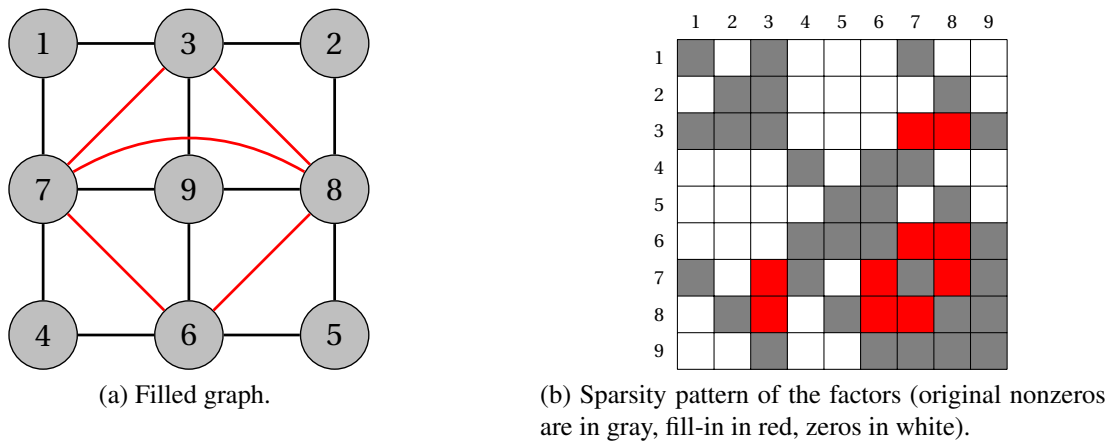 1 3 2
7 9 8
4 6 5
(a) Filled graph.
1 2 3 4 5 6 7 8 9
1
2
3
4
5
6
7
8
9
(b) Sparsity pattern of the factors (original nonzeros
are in gray, fill-in in red, zeros in white).